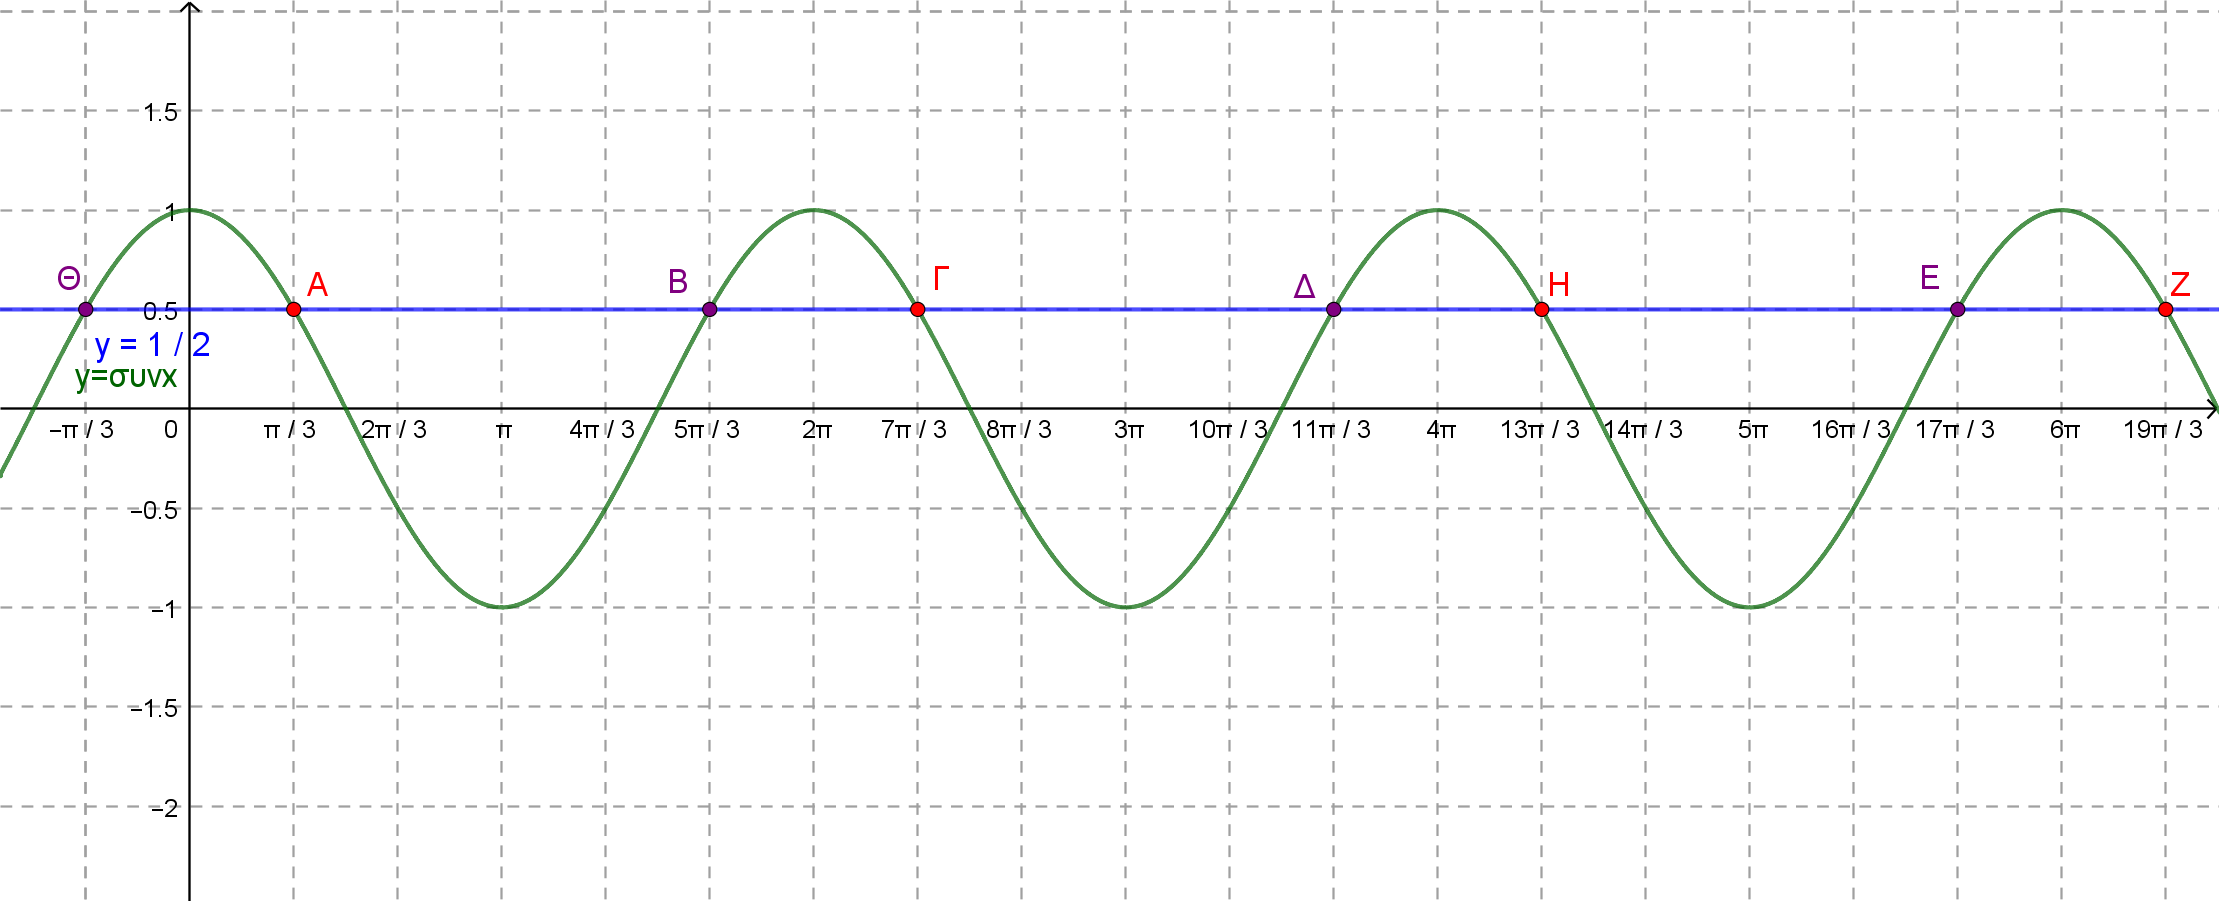 1.5
1
Θ
A
B
Γ
Δ
H
E
Z
0.5
y = 1 / 2
y=συνx
–π / 3
0
π / 3
2π / 3
π
4π / 3
5π / 3
2π
7π / 3
8π / 3
3π
10π / 3
11π / 3
4π
13π / 3
14π / 3
5π
16π / 3
17π / 3
6π
19π / 3
–0.5
–1
–1.5
–2